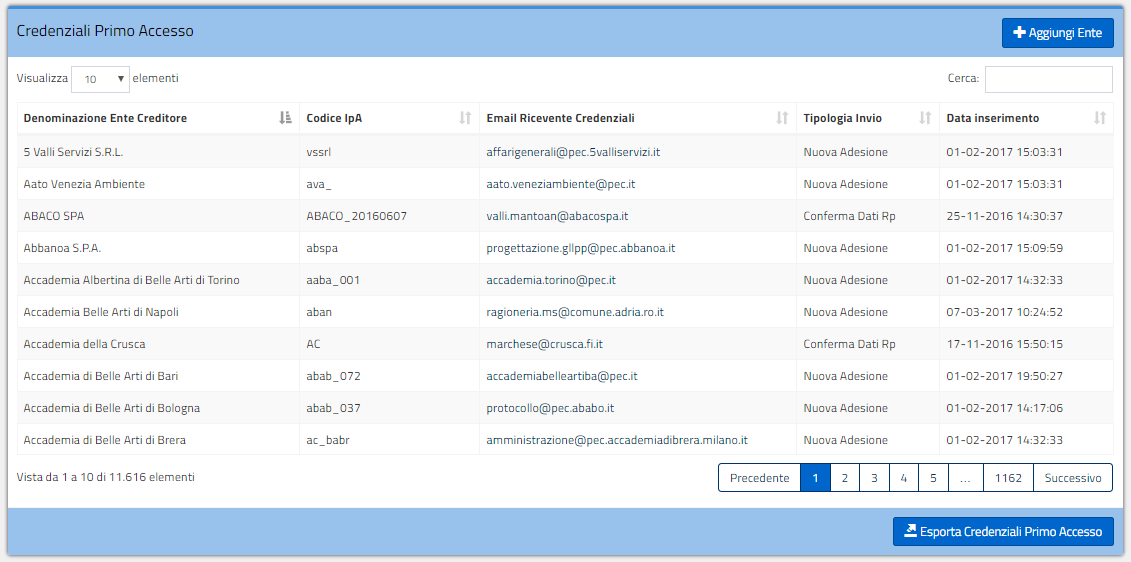 Credenziali Primo Accesso Aggiungi Ente
Visualizza 10 elementi Cerca:
Denominazione Ente Creditore Codice IpA Email Ricevente Credenziali Tipologia Invio Data inserimento
5 Valli Servizi S.R.L. vssrl affarigenerali@pec.5valliservizi.it Nuova Adesione 01-02-2017 15:03:31
Aato Venezia Ambiente ava_ aato.veneziambiente@pec.it Nuova Adesione 01-02-2017 15:03:31
ABACO SPA ABACO_20160607 valli.mantoan@abacospa.it Conferma Dati Rp 25-11-2016 14:30:37
Abbanoa S.P.A. abspa progettazione.gllpp@pec.abbanoa.it Nuova Adesione 01-02-2017 15:09:59
Accademia Albertina di Belle Arti di Torino aaba_001 accademia.torino@pec.it Nuova Adesione 01-02-2017 14:32:33
Accademia Belle Arti di Napoli aban ragioneria.ms@comune.adria.ro.it Nuova Adesione 07-03-2017 10:24:52
Accademia della Crusca AC marchese@crusca.fi.it Conferma Dati Rp 17-11-2016 15:50:15
Accademia di Belle Arti di Bari abab_072 accademiabelleartiba@pec.it Nuova Adesione 01-02-2017 19:50:27
Accademia di Belle Arti di Bologna abab_037 protocollo@pec.ababo.it Nuova Adesione 01-02-2017 14:17:06
Accademia di Belle Arti di Brera ac_babr amministrazione@pec.accademiadibrera.milano.it Nuova Adesione 01-02-2017 14:32:33
Vista da 1 a 10 di 11.616 elementi Precedente 1 2 3 4 5 ... 1162 Successivo
Esporta Credenziali Primo Accesso